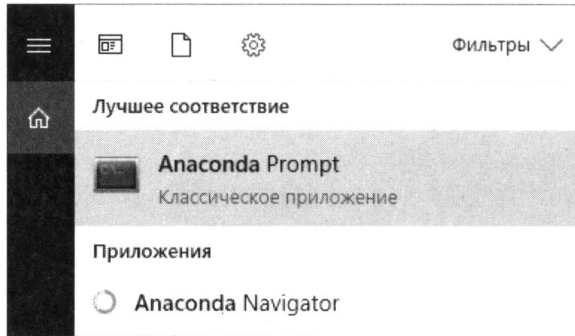 Фильтры
Лучшее соответствие
Anaconda Prompt
Классическое приложение
Приложения
Anaconda Navigator